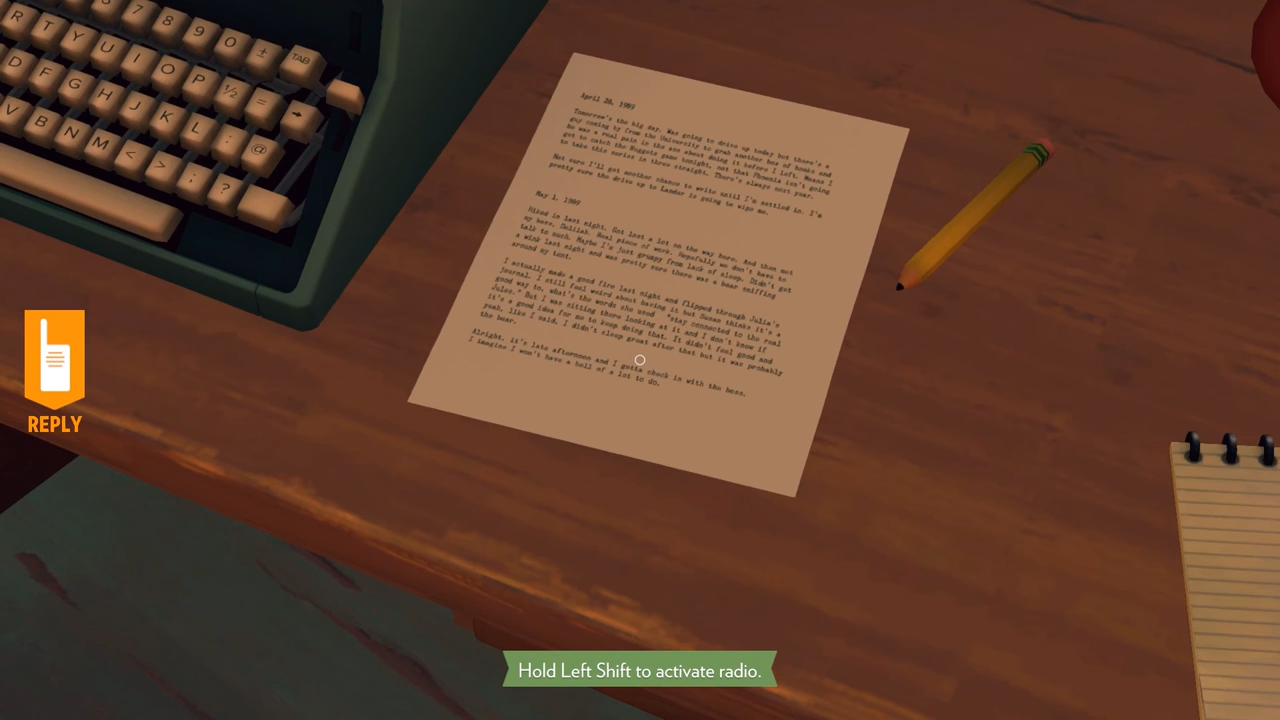 3 7 8 9 0 ± TAB
R T Y U I O P ½ = →
D F G H J K L : @
V B N M < > ; ?
April 28, 1989
Tomorrow's the big day. Was going to drive up today but there's a
guy coming by from the University to grab another box of books and
he was a real pain in the ass about doing it before I left. Means I
got to catch the Nuggets game tonight, not that Phoenix isn't going
to take this series in three straight. There's always next year.
Not sure I'll get another chance to write until I'm settled in. I'm
pretty sure the drive up to Lander is going to wipe me.
May 1, 1989
Hiked in last night. Got lost a lot on the way here. And then met
my boss, Delilah. Real piece of work. Hopefully we don't have to
talk to much. Maybe I'm just grumpy from lack of sleep. Didn't get
a wink last night and was pretty sure there was a bear sniffing
around my tent.
I actually made a good fire last night and flipped through Julia's
journal. I still feel weird about having it but Susan thinks it's a
good way to, what's the words she used "stay connected to the real
Jules." But I was sitting there looking at it and I don't know if
it's a good idea for me to keep doing that. It didn't feel good and
yeah, like I said, I didn't sleep great after that but it was probably
the bear.
Alright, it's late afternoon and I gotta check in with the boss.
I imagine I won't have a hell of a lot to do.
REPLY
Hold Left Shift to activate radio.